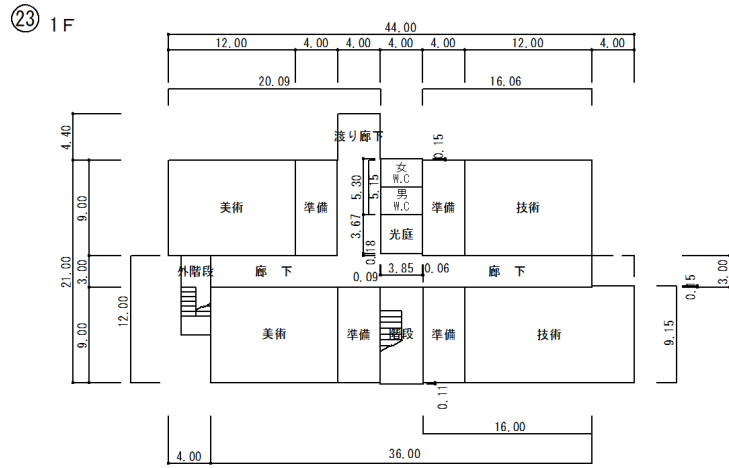 ㉓ 1F
44.00
12.00 4.00 4.00 4.00 4.00 12.00 4.00
20.09 16.06
4.40
渡り廊下
0.15
女
W.C
男
W.C
5.30
5.15
美術 準備 準備 技術
9.00
3.67
光庭
0.18
21.00
3.00
外階段 廊 下 3.85 0.06 廊 下
0.09
3.00
0.15
12.00
9.00
美術 準備 階段 準備 技術
9.15
0.11
16.00
4.00 36.00